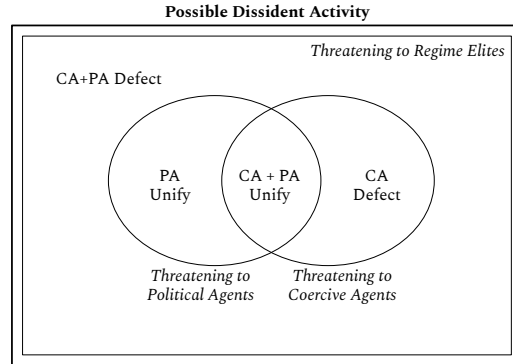 Possible Dissident Activity
Threatening to Regime Elites
CA+PA Defect
PA
Unify
CA + PA
Unify
CA
Defect
Threatening to
Political Agents
Threatening to
Coercive Agents